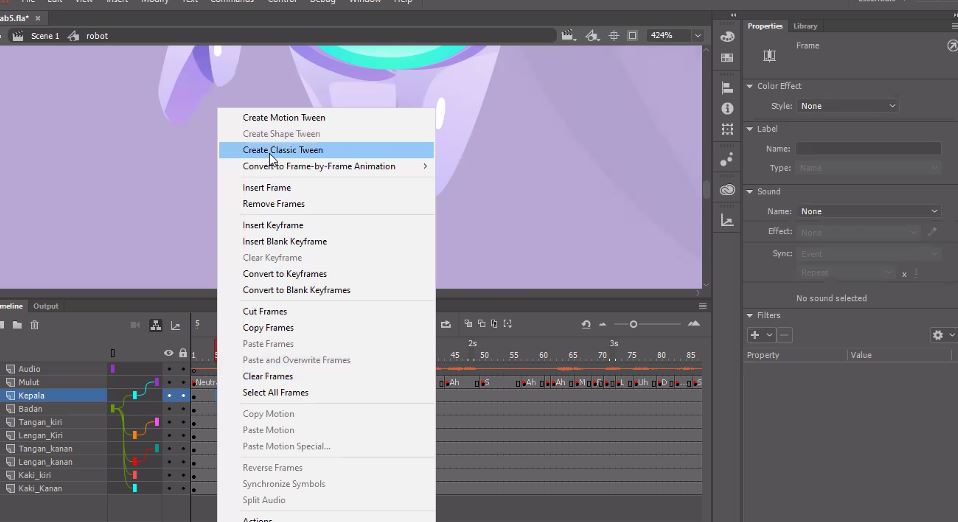 File Edit View Insert Modify Text Commands Control Debug Window Help
ab5.fla* ×
Scene 1 robot 424%
Properties Library
Frame
Color Effect
Style: None
Label
Name:
Type: Name
Sound
Name: None
Effect: None
Sync: Event
Repeat x 1
No sound selected
Filters
Property Value
Create Motion Tween
Create Shape Tween
Create Classic Tween
Convert to Frame-by-Frame Animation
Insert Frame
Remove Frames
Insert Keyframe
Insert Blank Keyframe
Clear Keyframe
Convert to Keyframes
Convert to Blank Keyframes
Cut Frames
Copy Frames
Paste Frames
Paste and Overwrite Frames
Clear Frames
Select All Frames
Copy Motion
Paste Motion
Paste Motion Special...
Reverse Frames
Synchronize Symbols
Split Audio
Actions
imeline Output
5
2s 3s
1 45 50 55 60 65 70 75 80 85
Audio
Mulut
Neutra Ah S Ah Ah M F L Uh D S
Kepala
Badan
Tangan_kiri
Lengan_Kiri
Tangan_kanan
Lengan_kanan
Kaki_kiri
Kaki_Kanan